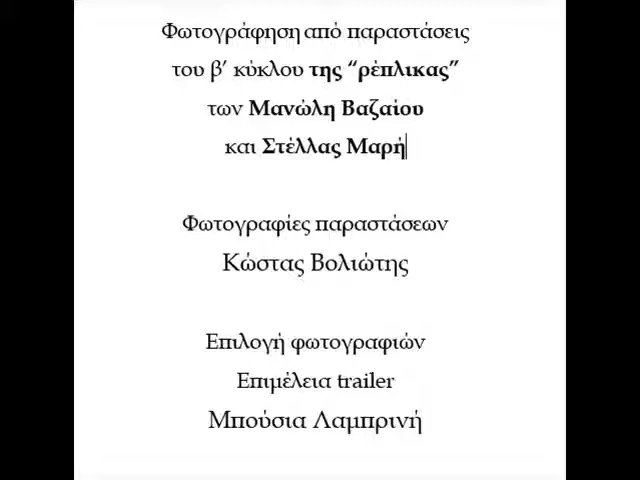 Φωτογράφηση από παραστάσεις
του β’ κύκλου της “ρέπλικας”
των Μανώλη Βαζαίου
και Στέλλας Μαρή
Φωτογραφίες παραστάσεων
Κώστας Βολιώτης
Επιλογή φωτογραφιών
Επιμέλεια trailer
Μπούσια Λαμπρινή